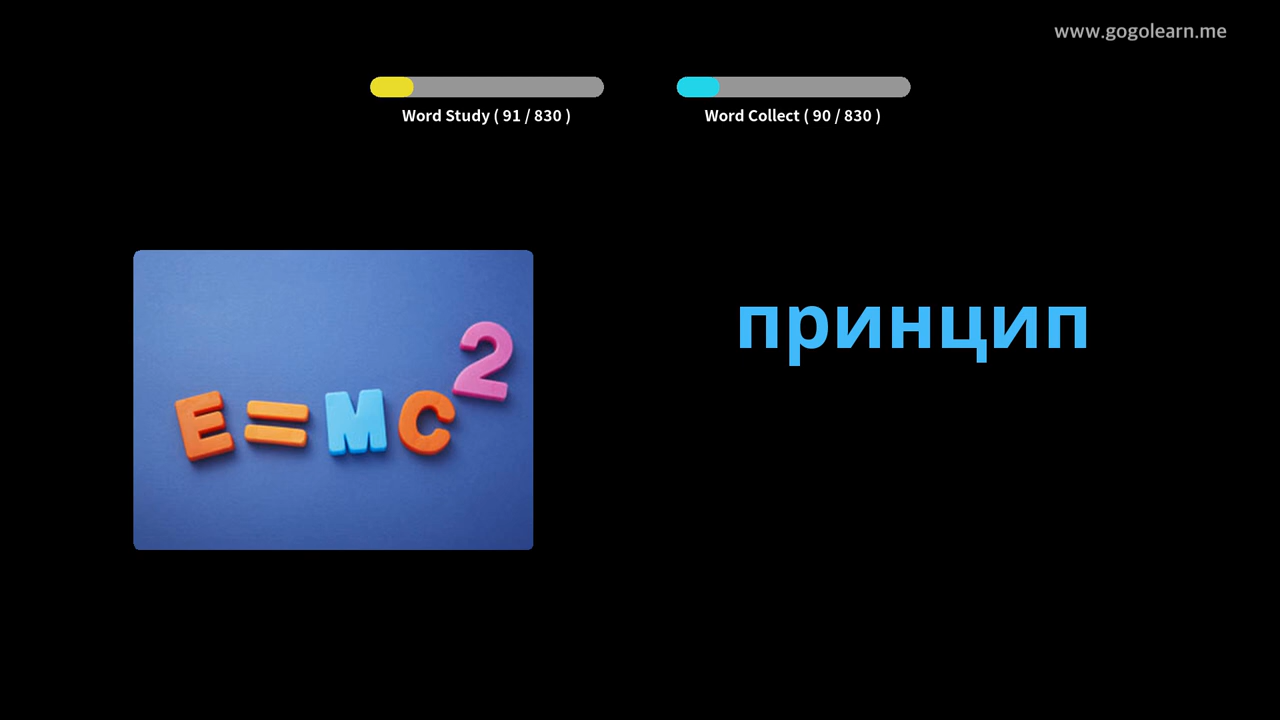 www.gogolearn.me
Word Study ( 91 / 830 )
Word Collect ( 90 / 830 )
принцип
E=MC2